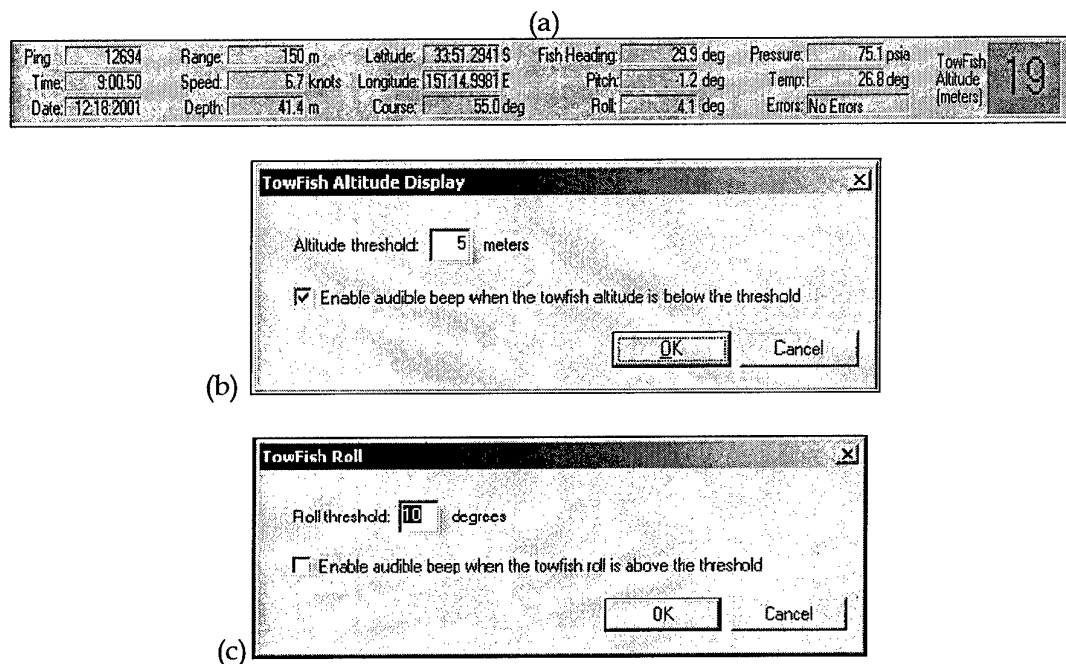 (a)
Ping 12694 Range: 150 m Latitude: 33:51.2941 S Fish Heading: 29.9 deg Pressure: 75.1 psia
Time: 9:00:50 Speed: 6.7 knots Longitude: 151:14.9981 E Pitch: -1.2 deg Temp: 26.8 deg TowFish Altitude (meters) 19
Date: 12:18:2001 Depth: 41.4 m Course: 55.0 deg Roll: 4.1 deg Errors: No Errors
TowFish Altitude Display
Altitude threshold: 5 meters
Enable audible beep when the towfish altitude is below the threshold
OK Cancel
(b)
TowFish Roll
Roll threshold: 10 degrees
Enable audible beep when the towfish roll is above the threshold
OK Cancel
(c)